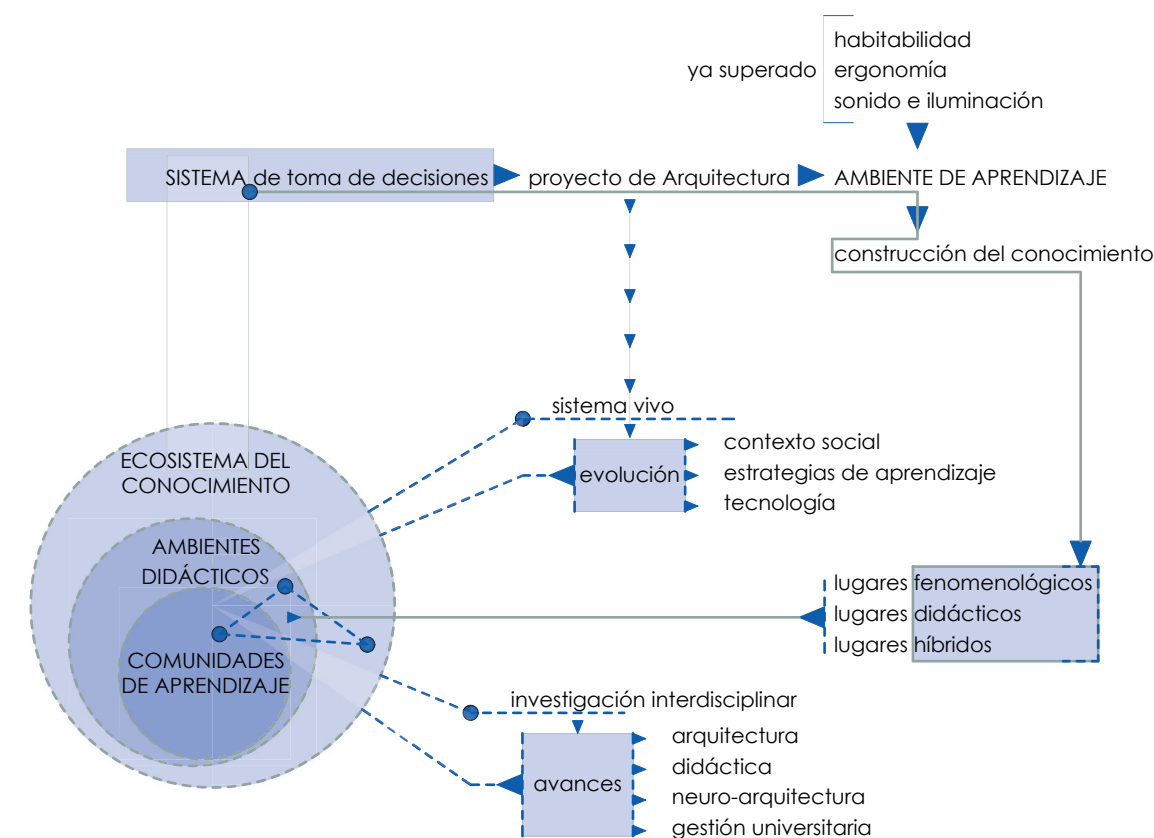 habitabilidad
ya superado
ergonomía
sonido e iluminación
SISTEMA de toma de decisiones
proyecto de Arquitectura
AMBIENTE DE APRENDIZAJE
construcción del conocimiento
sistema vivo
evolución
contexto social
estrategias de aprendizaje
tecnología
ECOSISTEMA DEL
CONOCIMIENTO
AMBIENTES
DIDÁCTICOS
COMUNIDADES
DE APRENDIZAJE
lugares fenomenológicos
lugares didácticos
lugares híbridos
investigación interdisciplinar
avances
arquitectura
didáctica
neuro-arquitectura
gestión universitaria